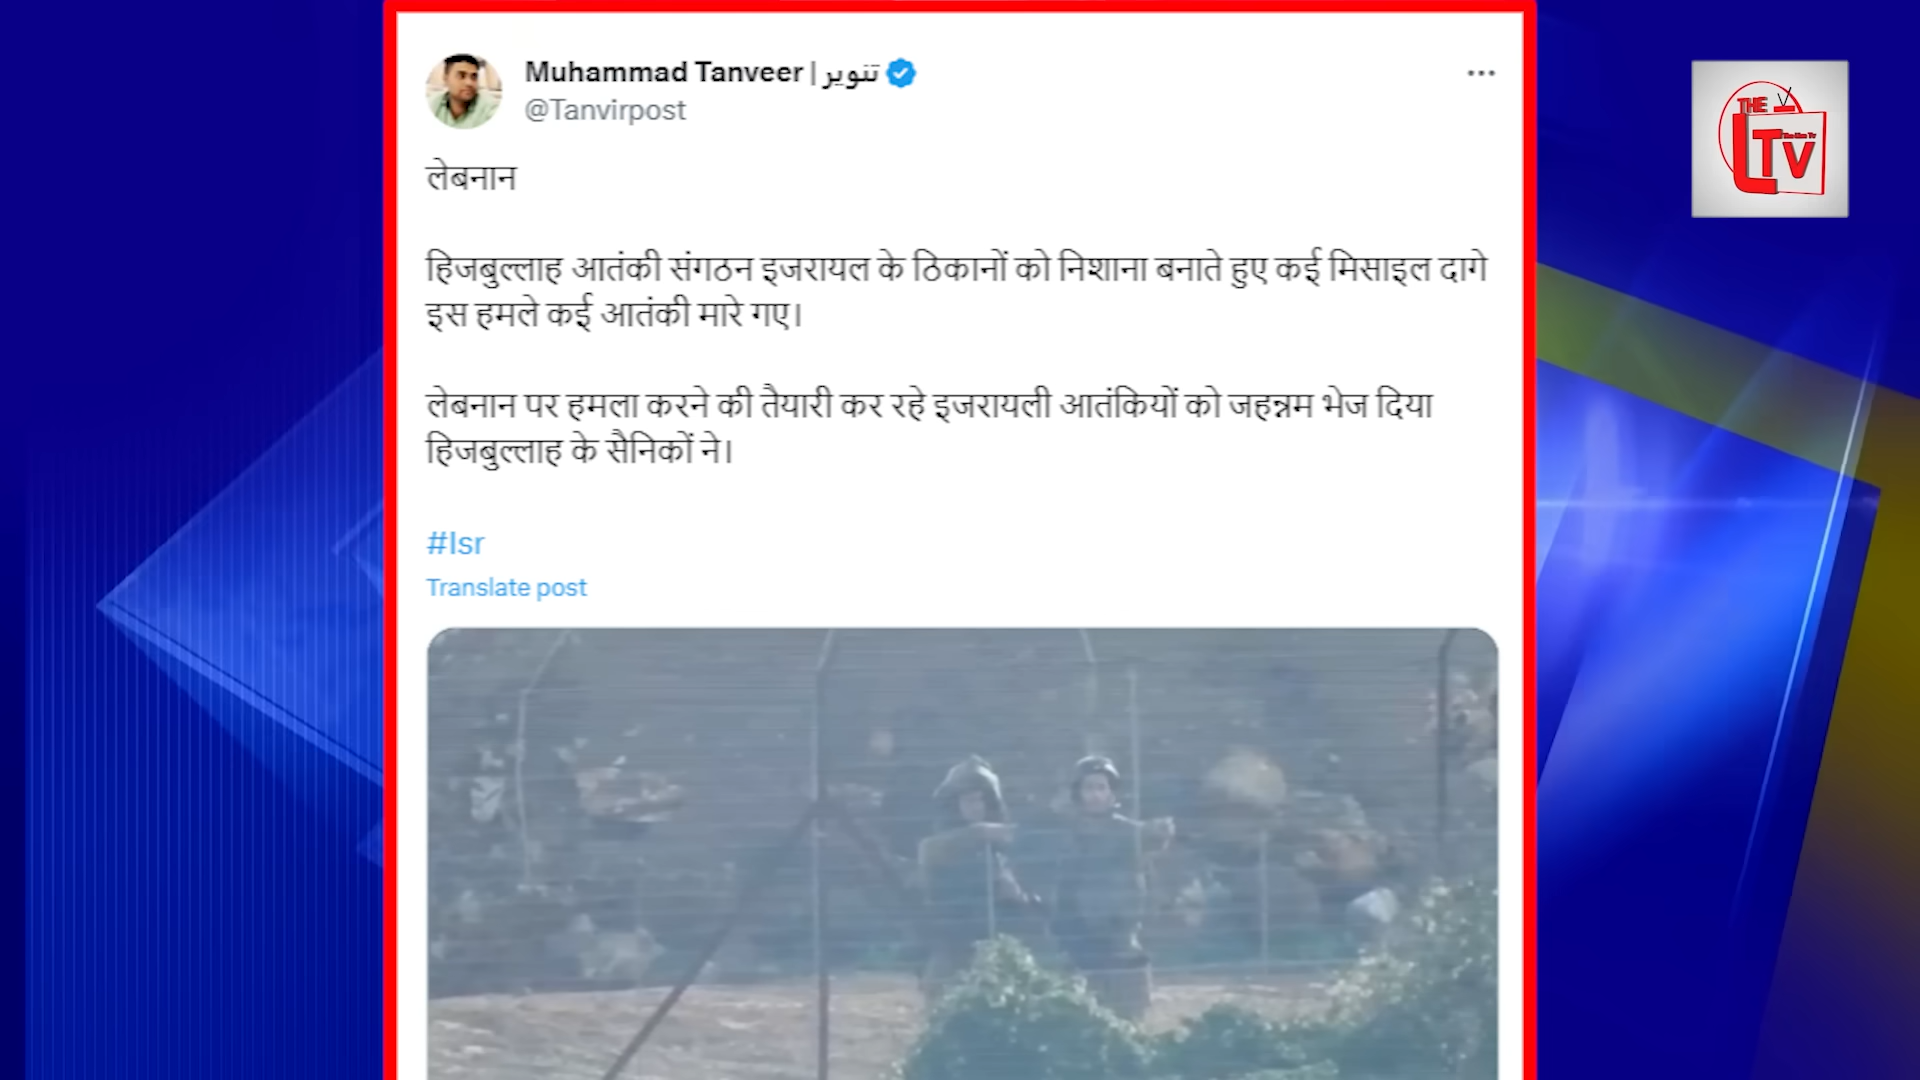 Muhammad Tanveer | تنویر
@Tanvirpost
लेबनान
हिजबुल्लाह आतंकी संगठन इजरायल के ठिकानों को निशाना बनाते हुए कई मिसाइल दागे
इस हमले कई आतंकी मारे गए।
लेबनान पर हमला करने की तैयारी कर रहे इजरायली आतंकियों को जहन्नम भेज दिया
हिजबुल्लाह के सैनिकों ने।
#Isr
Translate post
THE
LTV